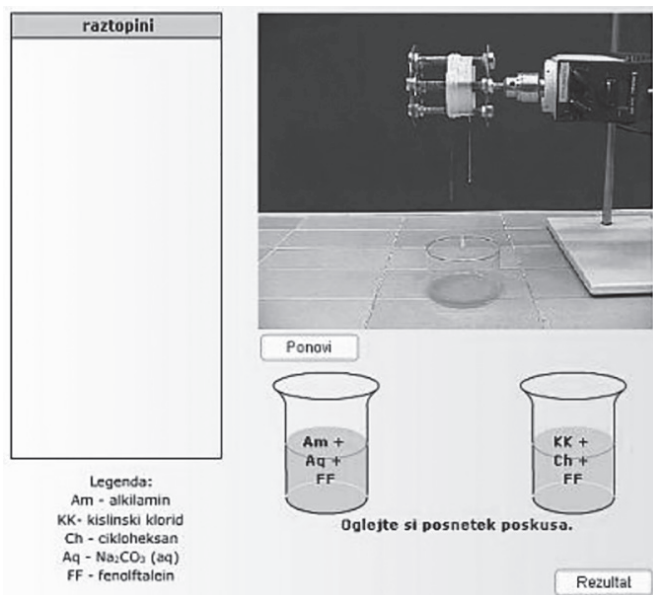 raztopini
Ponovi
Am +
Aq +
FF
KK +
Ch +
FF
Oglejte si posnetek poskusa.
Legenda:
Am - alkilamin
KK- kislinski klorid
Ch - cikloheksan
Aq - Na₂CO₃ (aq)
FF - fenolftalein
Rezultat